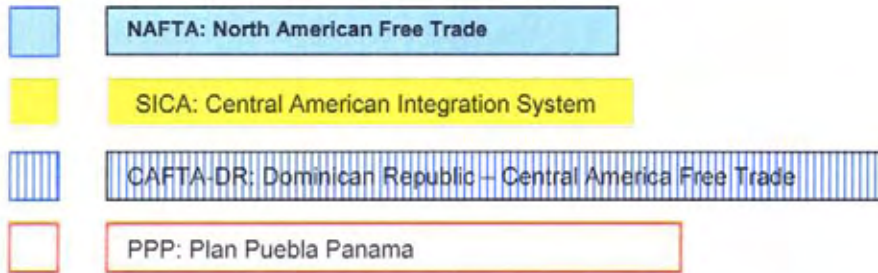 NAFTA: North American Free Trade
SICA: Central American Integration System
CAFTA-DR: Dominican Republic – Central America Free Trade
PPP: Plan Puebla Panama